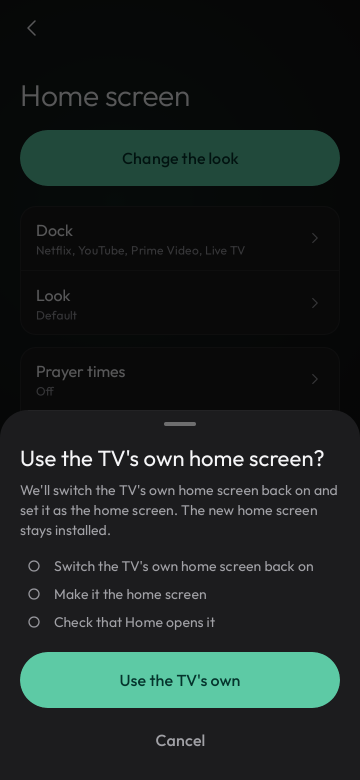 Home screen
Change the look
Dock
Netflix, YouTube, Prime Video, Live TV
Look
Default
Prayer times
Off
Use the TV's own home screen?
We'll switch the TV's own home screen back on and
set it as the home screen. The new home screen
stays installed.
Switch the TV's own home screen back on
Make it the home screen
Check that Home opens it
Use the TV's own
Cancel